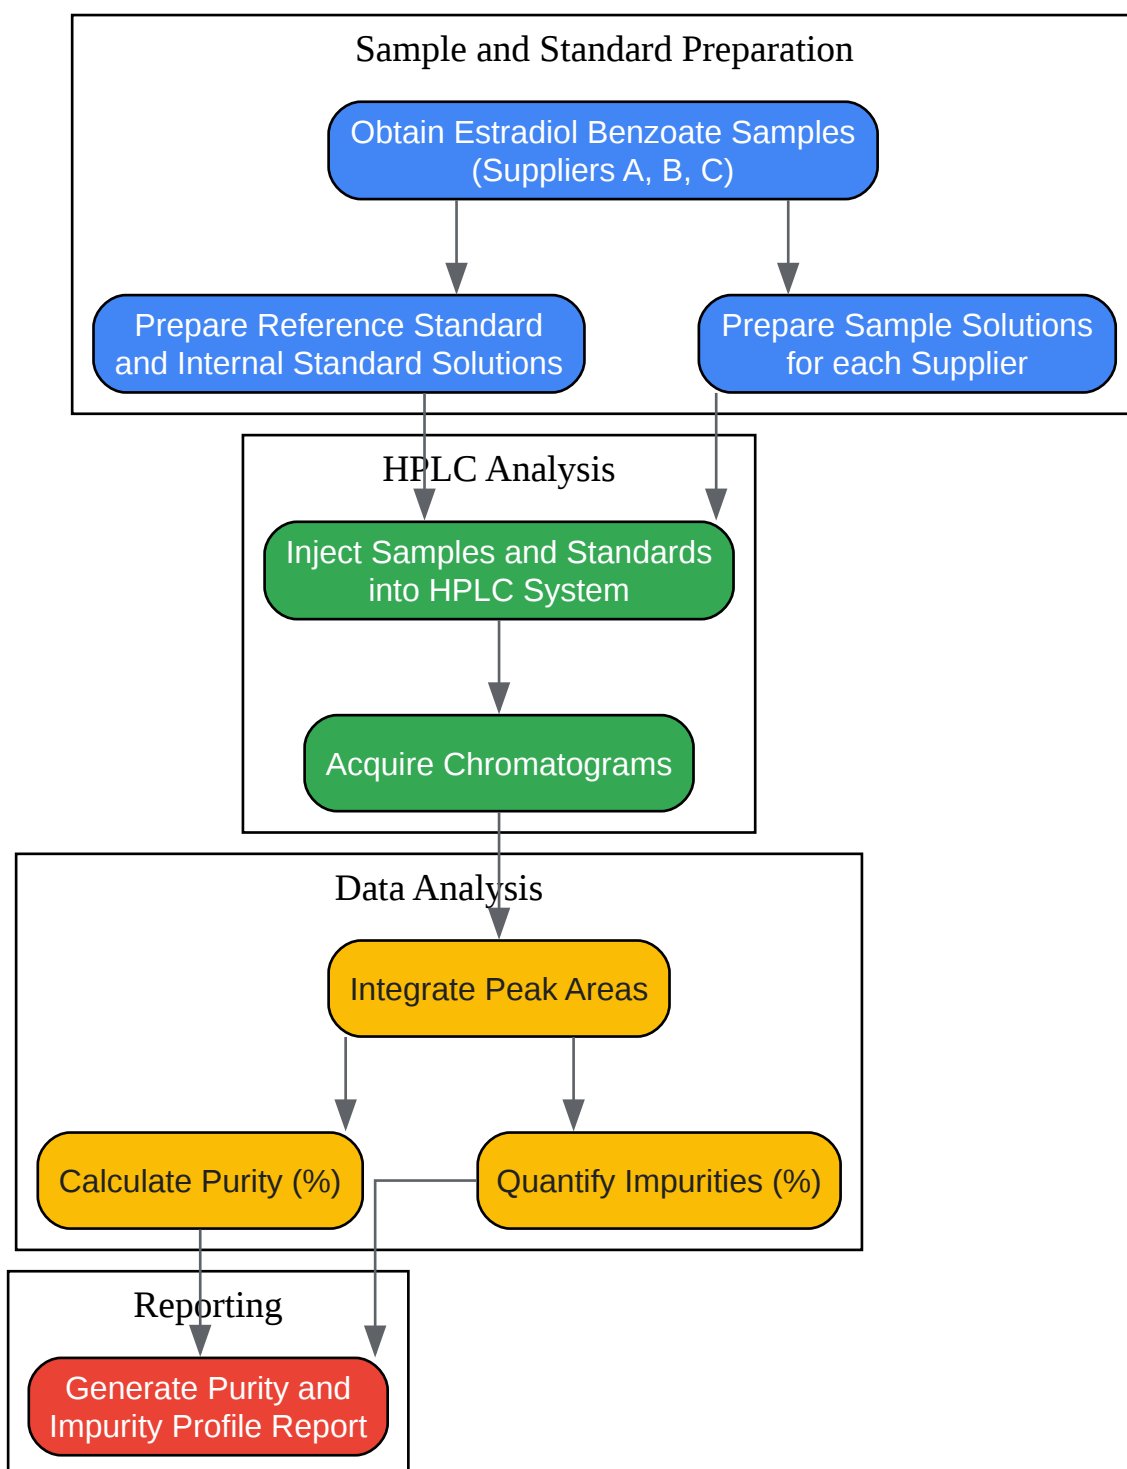 Sample and Standard Preparation
Obtain Estradiol Benzoate Samples
(Suppliers A, B, C)
Prepare Reference Standard
and Internal Standard Solutions
Prepare Sample Solutions
for each Supplier
HPLC Analysis
Inject Samples and Standards
into HPLC System
Acquire Chromatograms
Data Analysis
Integrate Peak Areas
Calculate Purity (%)
Quantify Impurities (%)
Reporting
Generate Purity and
Impurity Profile Report